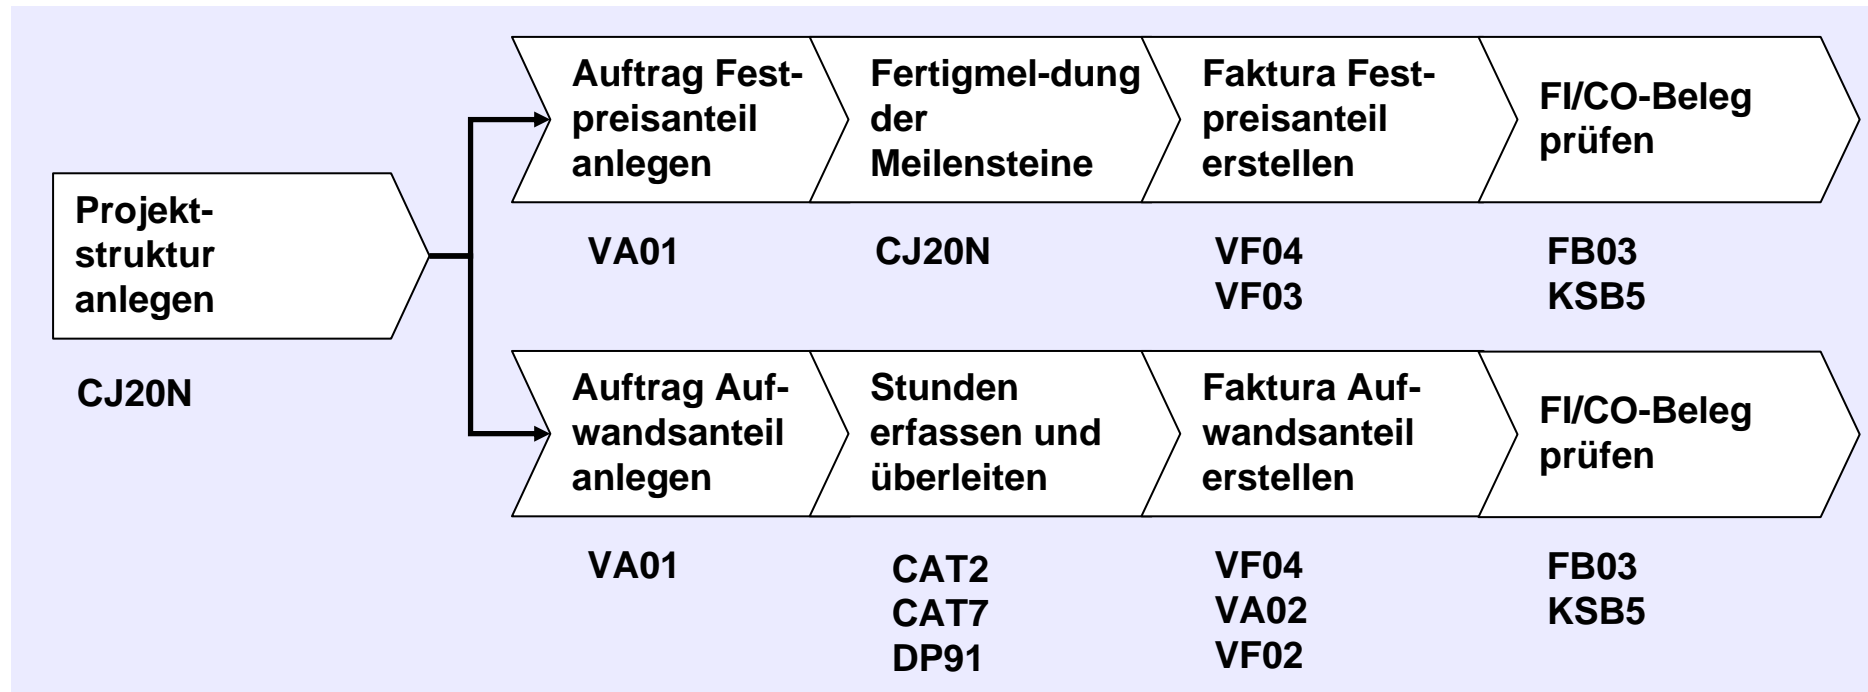 Projekt-
struktur
anlegen
CJ20N
Auftrag Fest-
preisanteil
anlegen
VA01
Fertigmel-dung
der
Meilensteine
CJ20N
Faktura Fest-
preisanteil
erstellen
VF04
VF03
FI/CO-Beleg
prüfen
FB03
KSB5
Auftrag Auf-
wandsanteil
anlegen
VA01
Stunden
erfassen und
überleiten
CAT2
CAT7
DP91
Faktura Auf-
wandsanteil
erstellen
VF04
VA02
VF02
FI/CO-Beleg
prüfen
FB03
KSB5